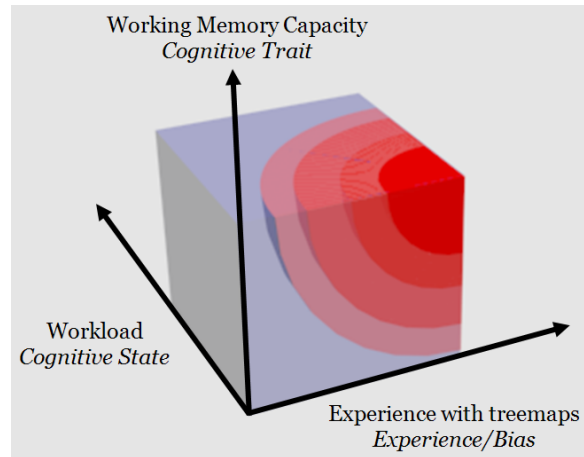 Working Memory Capacity
Cognitive Trait
Workload
Cognitive State
Experience with treemaps
Experience/Bias